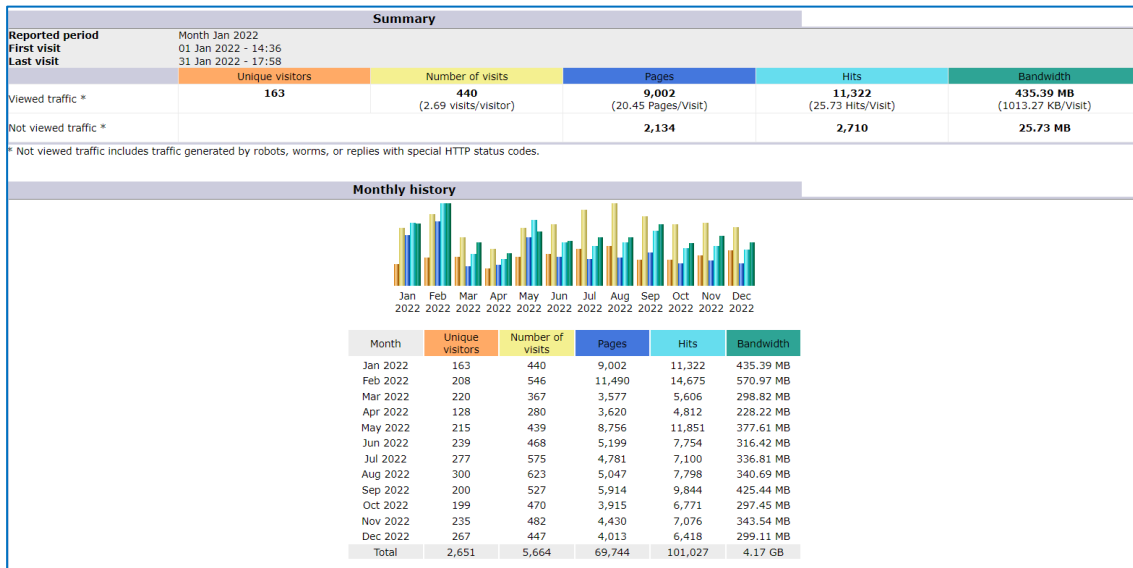 Summary
Reported period Month Jan 2022
First visit 01 Jan 2022 - 14:36
Last visit 31 Jan 2022 - 17:58
Unique visitors Number of visits Pages Hits Bandwidth
Viewed traffic * 163 440 9,002 11,322 435.39 MB
(2.69 visits/visitor) (20.45 Pages/Visit) (25.73 Hits/Visit) (1013.27 KB/Visit)
Not viewed traffic * 2,134 2,710 25.73 MB
* Not viewed traffic includes traffic generated by robots, worms, or replies with special HTTP status codes.
Monthly history
Jan Feb Mar Apr May Jun Jul Aug Sep Oct Nov Dec
2022 2022 2022 2022 2022 2022 2022 2022 2022 2022 2022 2022
Month Unique visitors Number of visits Pages Hits Bandwidth
Jan 2022 163 440 9,002 11,322 435.39 MB
Feb 2022 208 546 11,490 14,675 570.97 MB
Mar 2022 220 367 3,577 5,606 298.82 MB
Apr 2022 128 280 3,620 4,812 228.22 MB
May 2022 215 439 8,756 11,851 377.61 MB
Jun 2022 239 468 5,199 7,754 316.42 MB
Jul 2022 277 575 4,781 7,100 336.81 MB
Aug 2022 300 623 5,047 7,798 340.69 MB
Sep 2022 200 527 5,914 9,844 425.44 MB
Oct 2022 199 470 3,915 6,771 297.45 MB
Nov 2022 235 482 4,430 7,076 343.54 MB
Dec 2022 267 447 4,013 6,418 299.11 MB
Total 2,651 5,664 69,744 101,027 4.17 GB